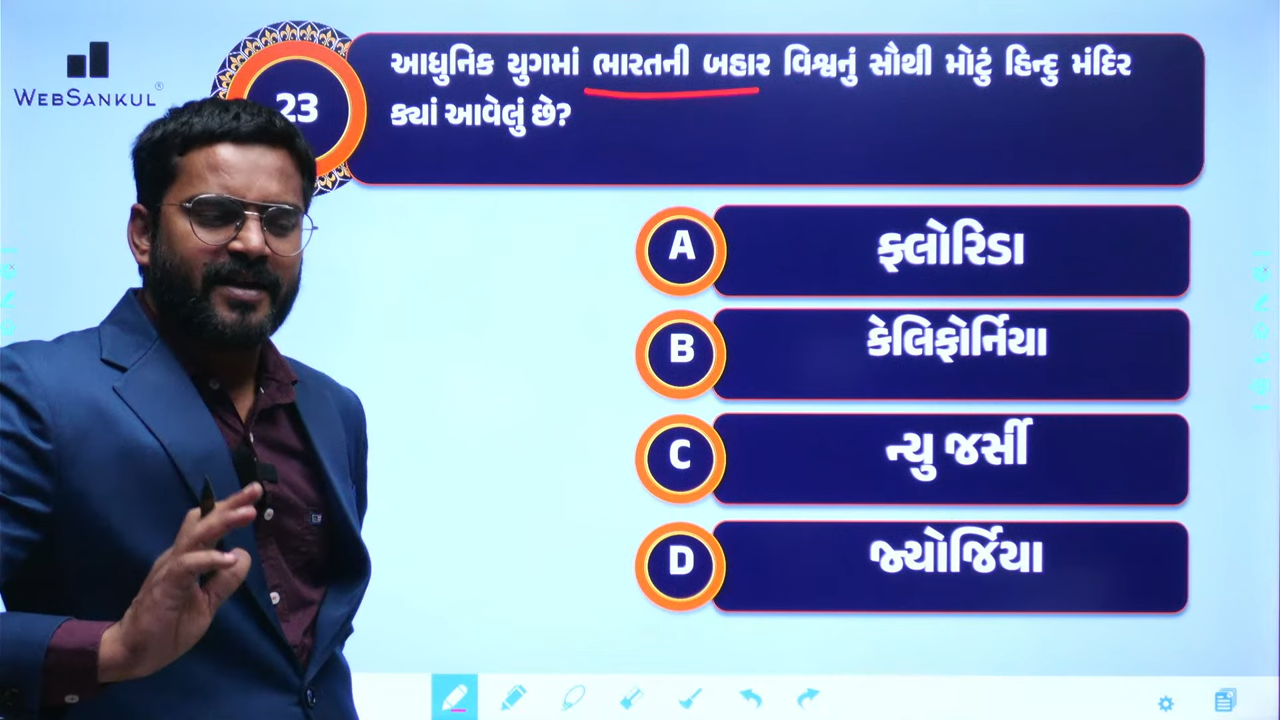 WEBSANKUL®
23
આધુનિક યુગમાં ભારતની બહાર વિશ્વનું સૌથી મોટું હિન્દુ મંદિર
ક્યાં આવેલું છે?
A
ફ્લોરિડા
B
કેલિફોર્નિયા
C
ન્યુ જર્સી
D
જ્યોર્જિયા